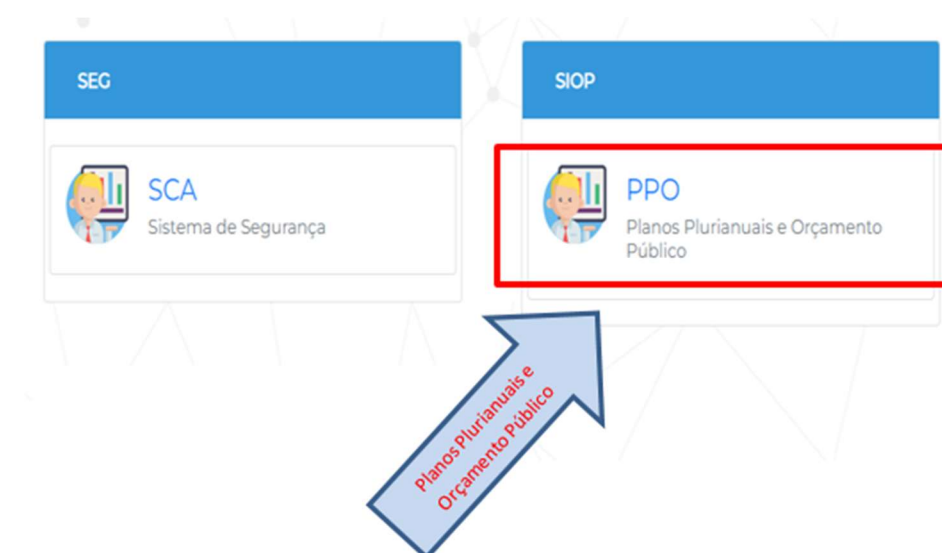 SEG
SCA
Sistema de Segurança
SIOP
PPO
Planos Plurianuais e Orçamento
Público
Planos Plurianuais e
Orçamento Público